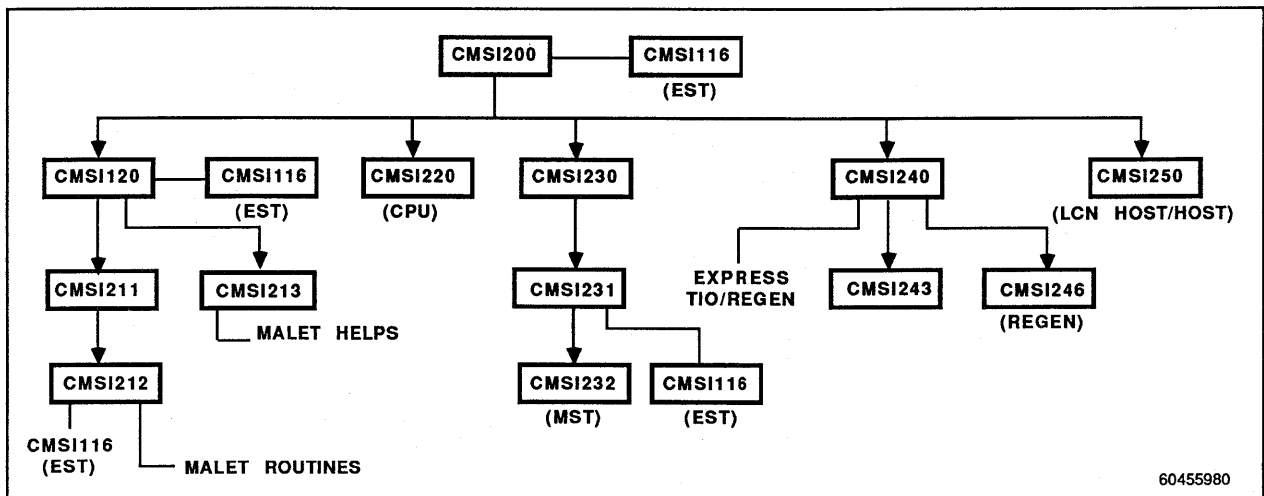 CMSI200
CMSI116
(EST)
CMSI120
CMSI116
(EST)
CMSI220
(CPU)
CMSI230
CMSI240
CMSI250
(LCN HOST/HOST)
CMSI211
CMSI213
MALET HELPS
CMSI231
EXPRESS
TIO/REGEN
CMSI243
CMSI246
(REGEN)
CMSI212
CMSI116
(EST)
MALET ROUTINES
CMSI232
(MST)
CMSI116
(EST)
60455980